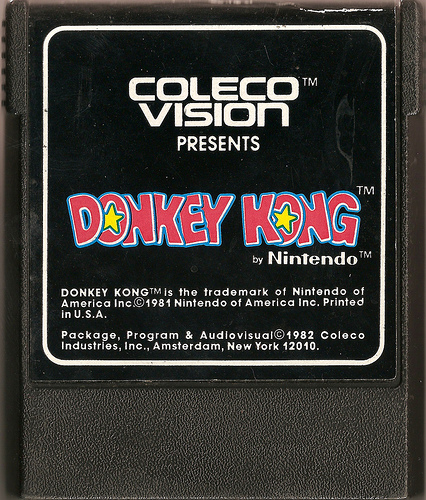 COLECO™
VISION
PRESENTS
DONKEY KONG™
by Nintendo™
DONKEY KONG™ is the trademark of Nintendo of
America Inc.©1981 Nintendo of America Inc. Printed
in U.S.A.
Package, Program & Audiovisual©1982 Coleco
Industries, Inc., Amsterdam, New York 12010.